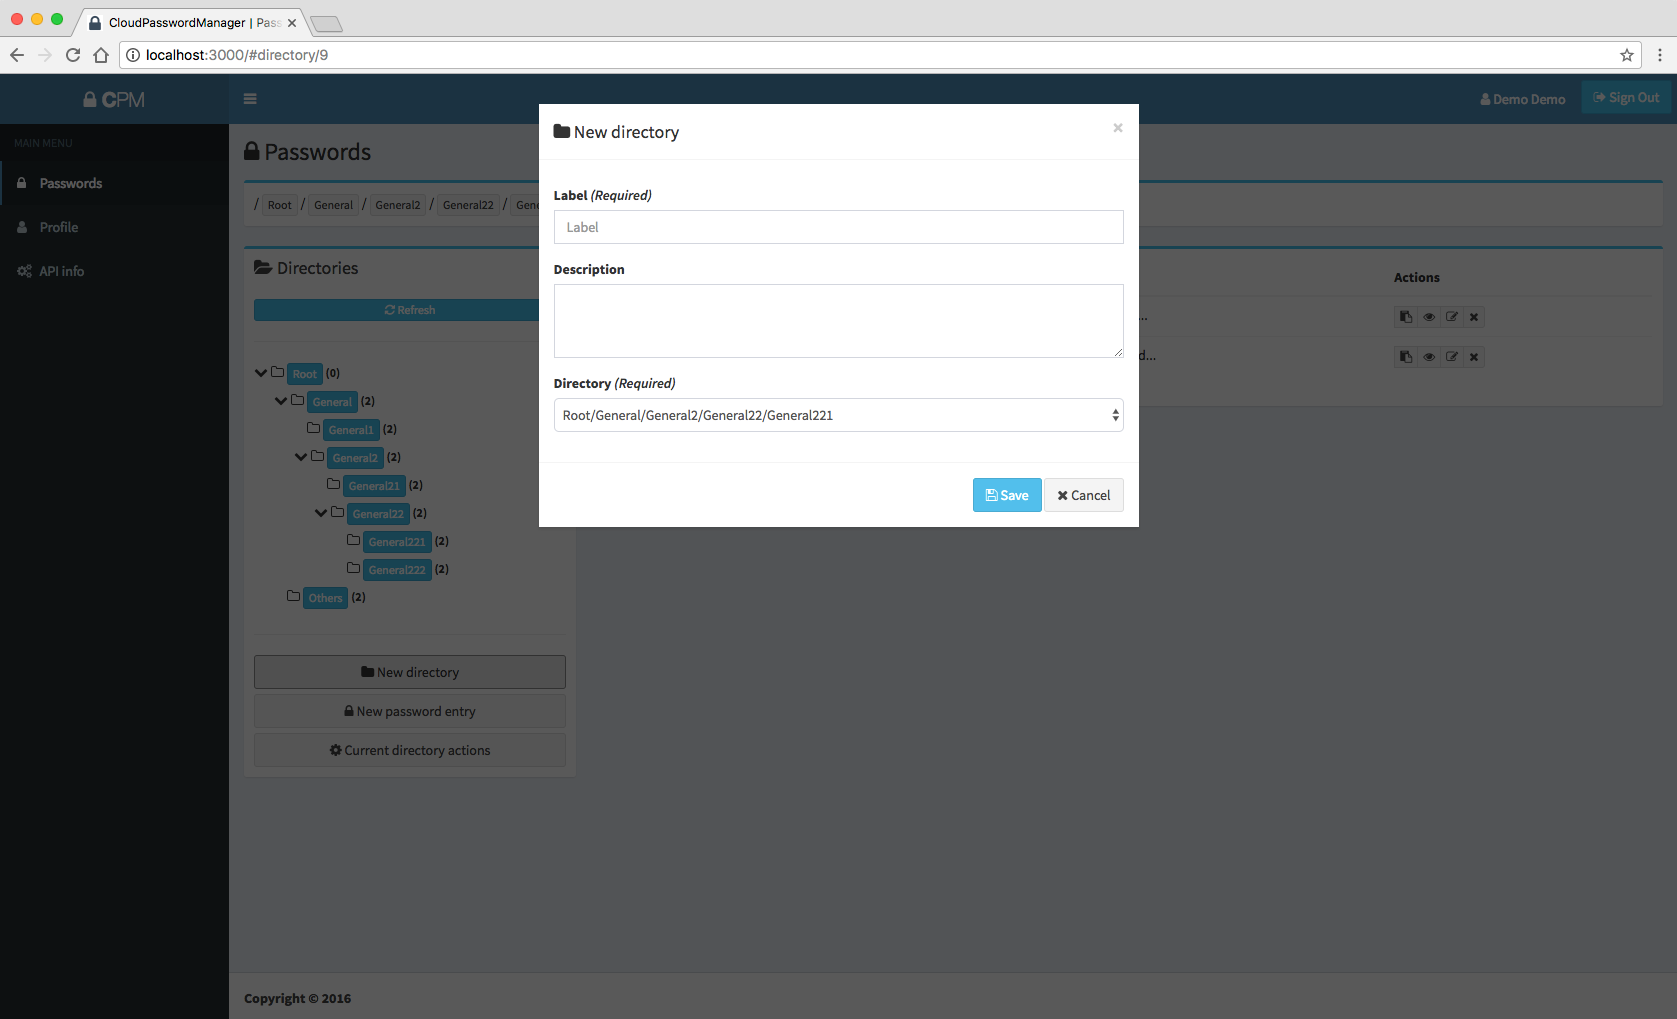 CloudPasswordManager | Pass
localhost:3000/#directory/9
CPM
Demo Demo
Sign Out
MAIN MENU
Passwords
Profile
API info
Passwords
/ Root / General / General2 / General22 / Gene
Directories
Refresh
Root (0)
General (2)
General1 (2)
General2 (2)
General21 (2)
General22 (2)
General221 (2)
General222 (2)
Others (2)
New directory
New password entry
Current directory actions
New directory
Label (Required)
Label
Description
Directory (Required)
Root/General/General2/General22/General221
Save
Cancel
Actions
...
d...
Copyright © 2016